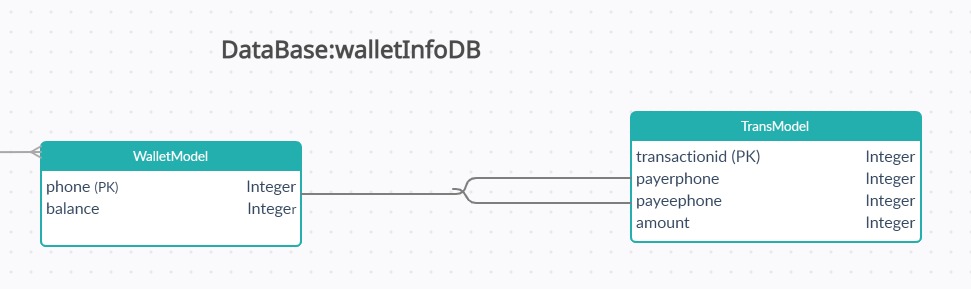 DataBase:walletInfoDB
WalletModel
phone (PK) Integer
balance Integer
TransModel
transactionid (PK) Integer
payerphone Integer
payeephone Integer
amount Integer